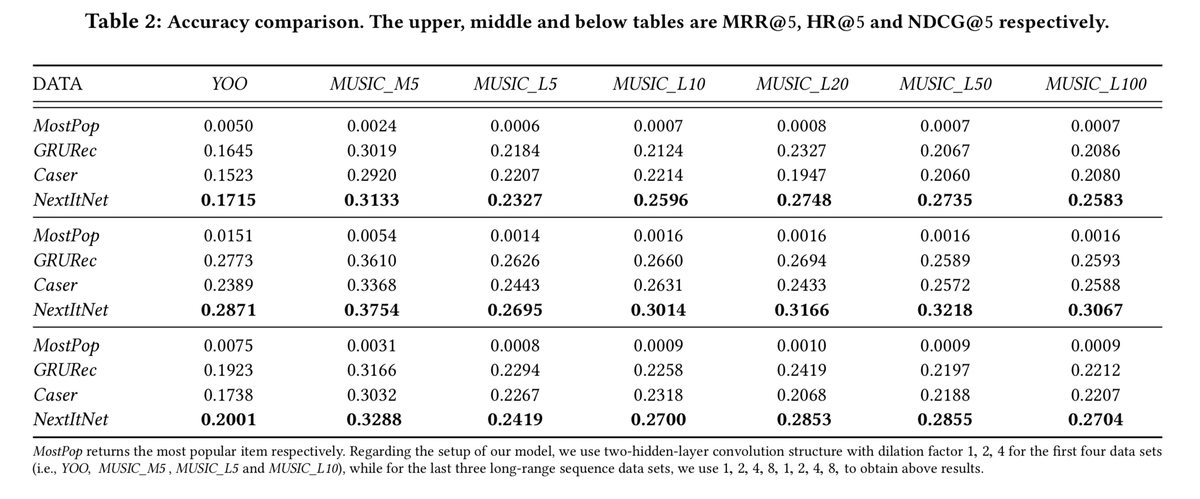 Table 2: Accuracy comparison. The upper, middle and below tables are MRR@5, HR@5 and NDCG@5 respectively.
DATA YOO MUSIC_M5 MUSIC_L5 MUSIC_L10 MUSIC_L20 MUSIC_L50 MUSIC_L100
MostPop 0.0050 0.0024 0.0006 0.0007 0.0008 0.0007 0.0007
GRURec 0.1645 0.3019 0.2184 0.2124 0.2327 0.2067 0.2086
Caser 0.1523 0.2920 0.2207 0.2214 0.1947 0.2060 0.2080
NextItNet 0.1715 0.3133 0.2327 0.2596 0.2748 0.2735 0.2583
MostPop 0.0151 0.0054 0.0014 0.0016 0.0016 0.0016 0.0016
GRURec 0.2773 0.3610 0.2626 0.2660 0.2694 0.2589 0.2593
Caser 0.2389 0.3368 0.2443 0.2631 0.2433 0.2572 0.2588
NextItNet 0.2871 0.3754 0.2695 0.3014 0.3166 0.3218 0.3067
MostPop 0.0075 0.0031 0.0008 0.0009 0.0010 0.0009 0.0009
GRURec 0.1923 0.3166 0.2294 0.2258 0.2419 0.2197 0.2212
Caser 0.1738 0.3032 0.2267 0.2318 0.2068 0.2188 0.2207
NextItNet 0.2001 0.3288 0.2419 0.2700 0.2853 0.2855 0.2704
MostPop returns the most popular item respectively. Regarding the setup of our model, we use two-hidden-layer convolution structure with dilation factor 1, 2, 4 for the first four data sets
(i.e., YOO, MUSIC_M5 , MUSIC_L5 and MUSIC_L10), while for the last three long-range sequence data sets, we use 1, 2, 4, 8, 1, 2, 4, 8, to obtain above results.